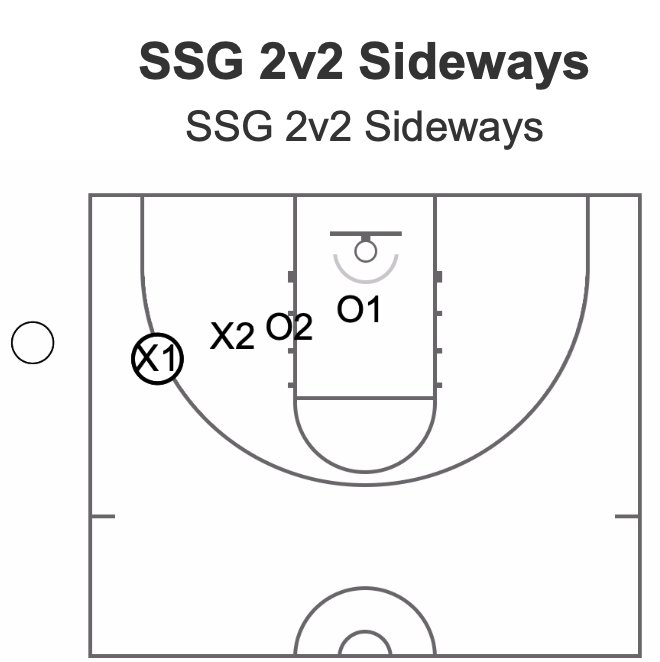 SSG 2v2 Sideways
SSG 2v2 Sideways
O1
X2 O2
X1